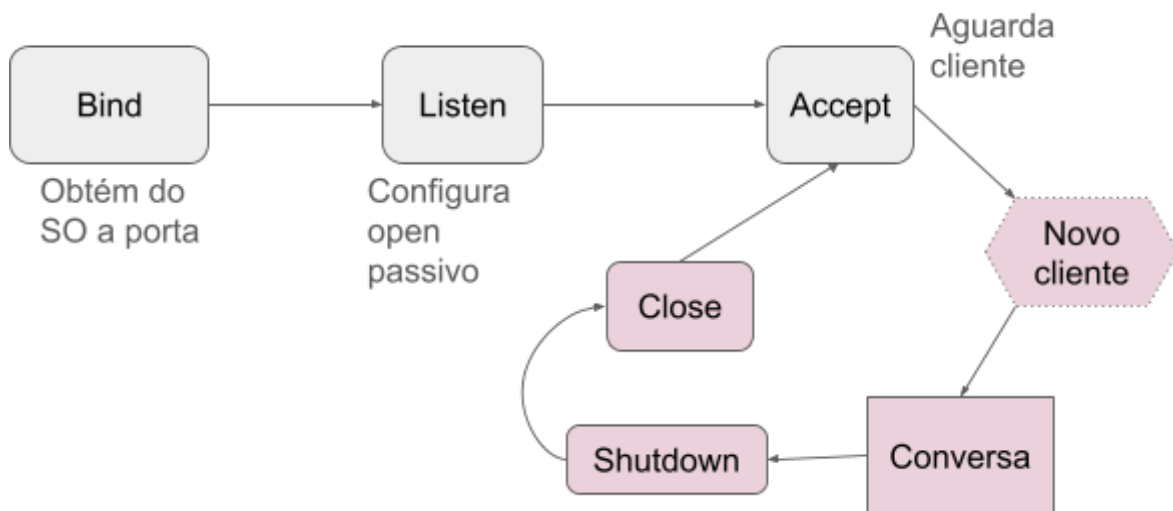 Bind
Obtém do
SO a porta
Listen
Configura
open
passivo
Accept
Aguarda
cliente
Novo
cliente
Close
Shutdown
Conversa